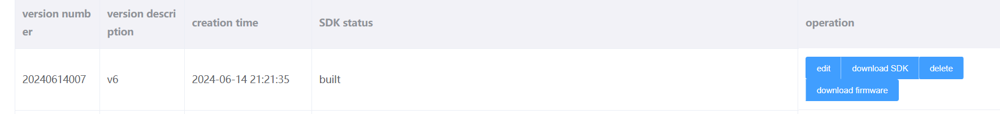 version numb
er
version descri
ption
creation time
SDK status
operation
20240614007
v6
2024-06-14 21:21:35
built
edit
download SDK
delete
download firmware